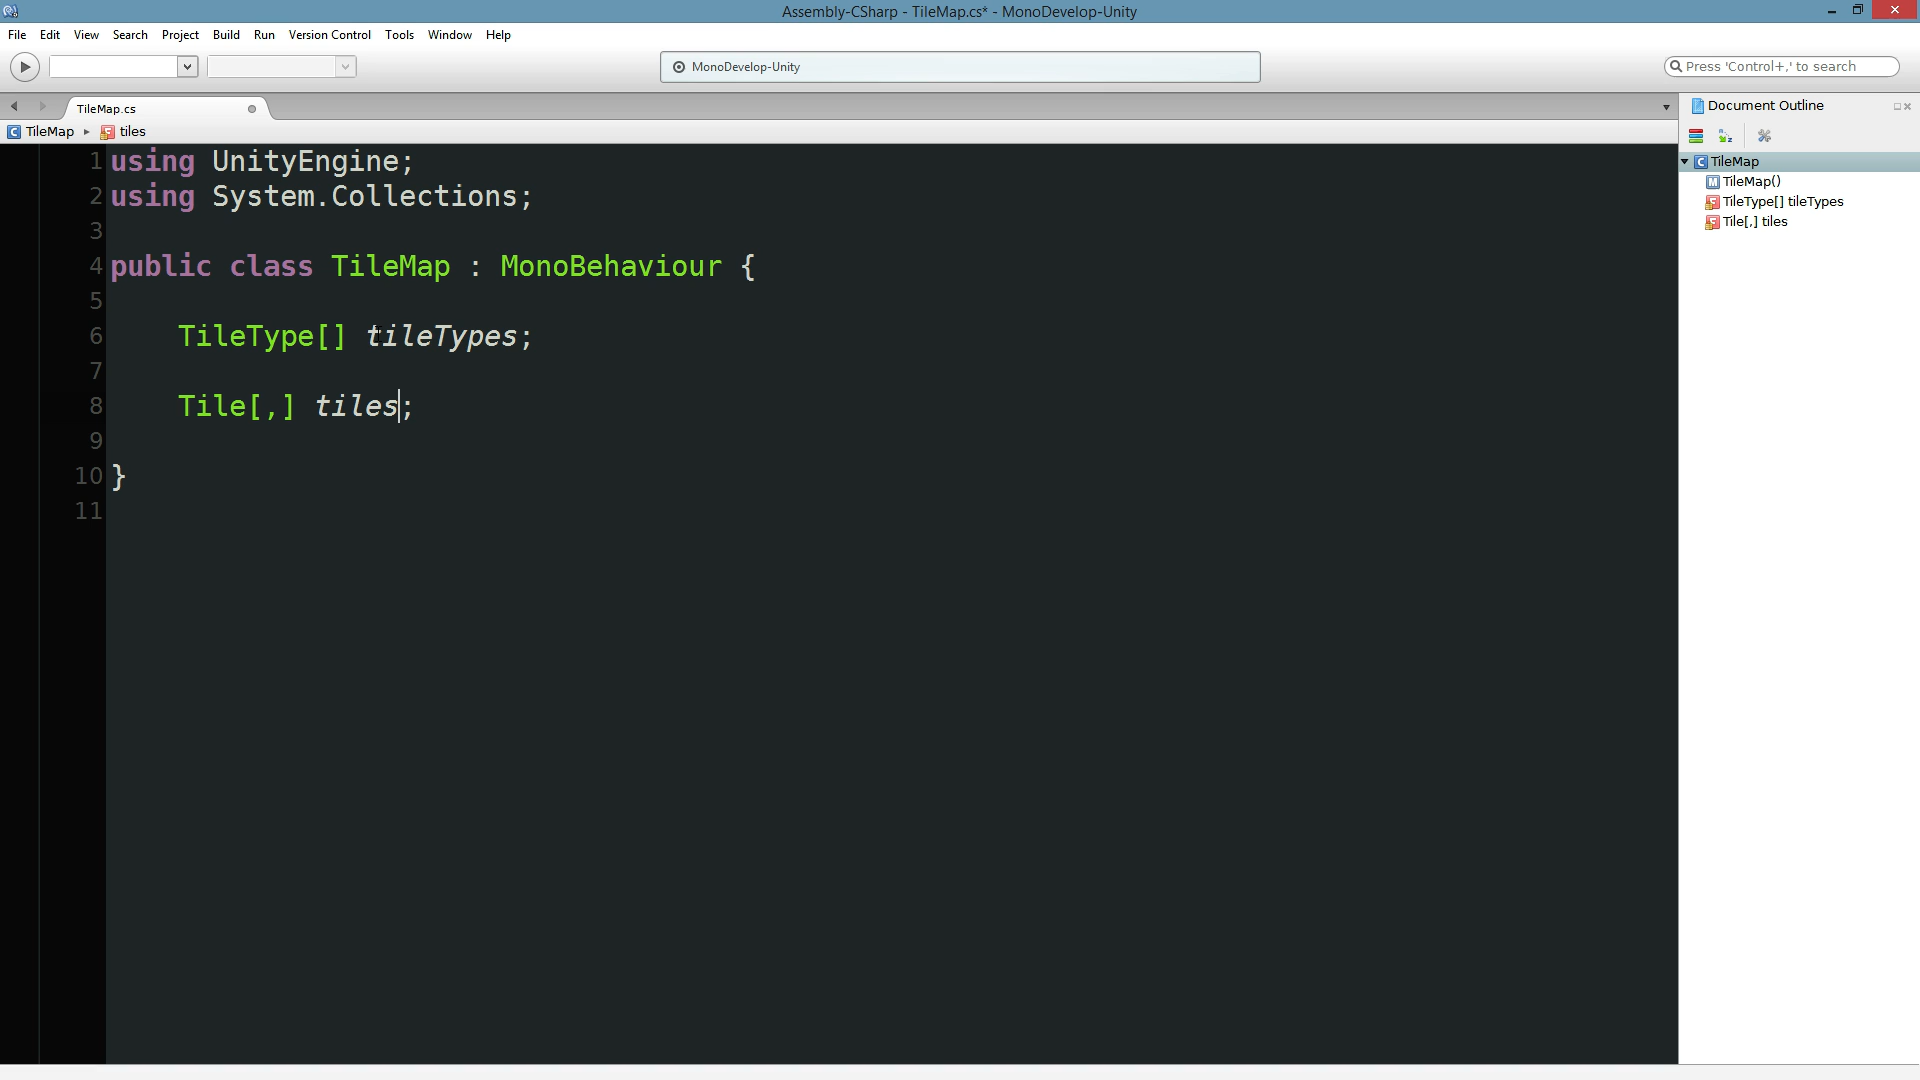 Assembly-CSharp - TileMap.cs* - MonoDevelop-Unity
File Edit View Search Project Build Run Version Control Tools Window Help
MonoDevelop-Unity
Press 'Control+,' to search
TileMap.cs
TileMap tiles
1 using UnityEngine;
2 using System.Collections;
3
4 public class TileMap : MonoBehaviour {
5
6 TileType[] tileTypes;
7
8 Tile[,] tiles;
9
10 }
11
Document Outline
TileMap
TileMap()
TileType[] tileTypes
Tile[,] tiles